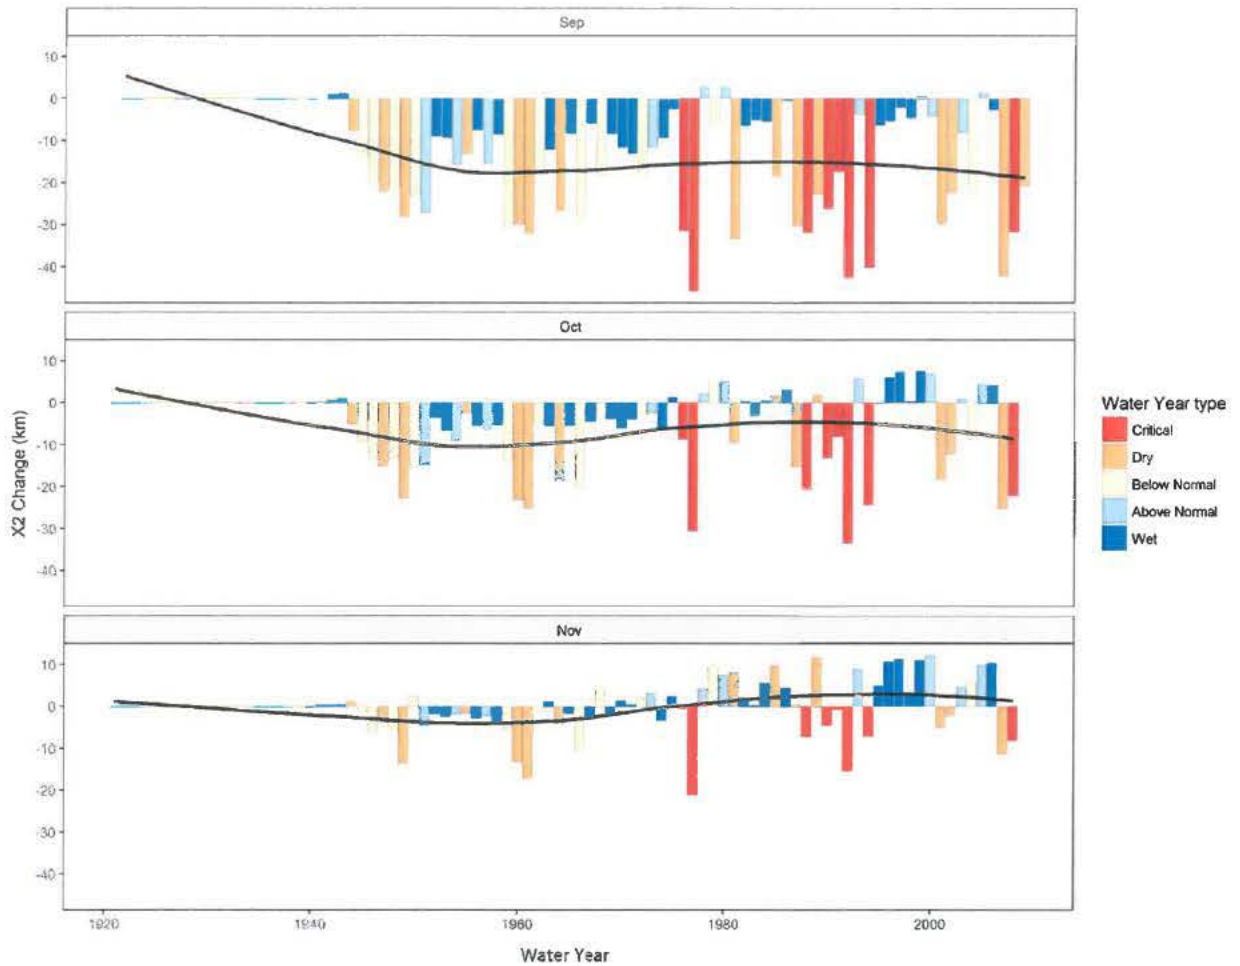 Sep
10
0
-10
-20
-30
-40
Oct
10
0
-10
-20
-30
-40
Nov
10
0
-10
-20
-30
-40
X2 Change (km)
1920 1940 1960 1980 2000
Water Year
Water Year type
Critical
Dry
Below Normal
Above Normal
Wet